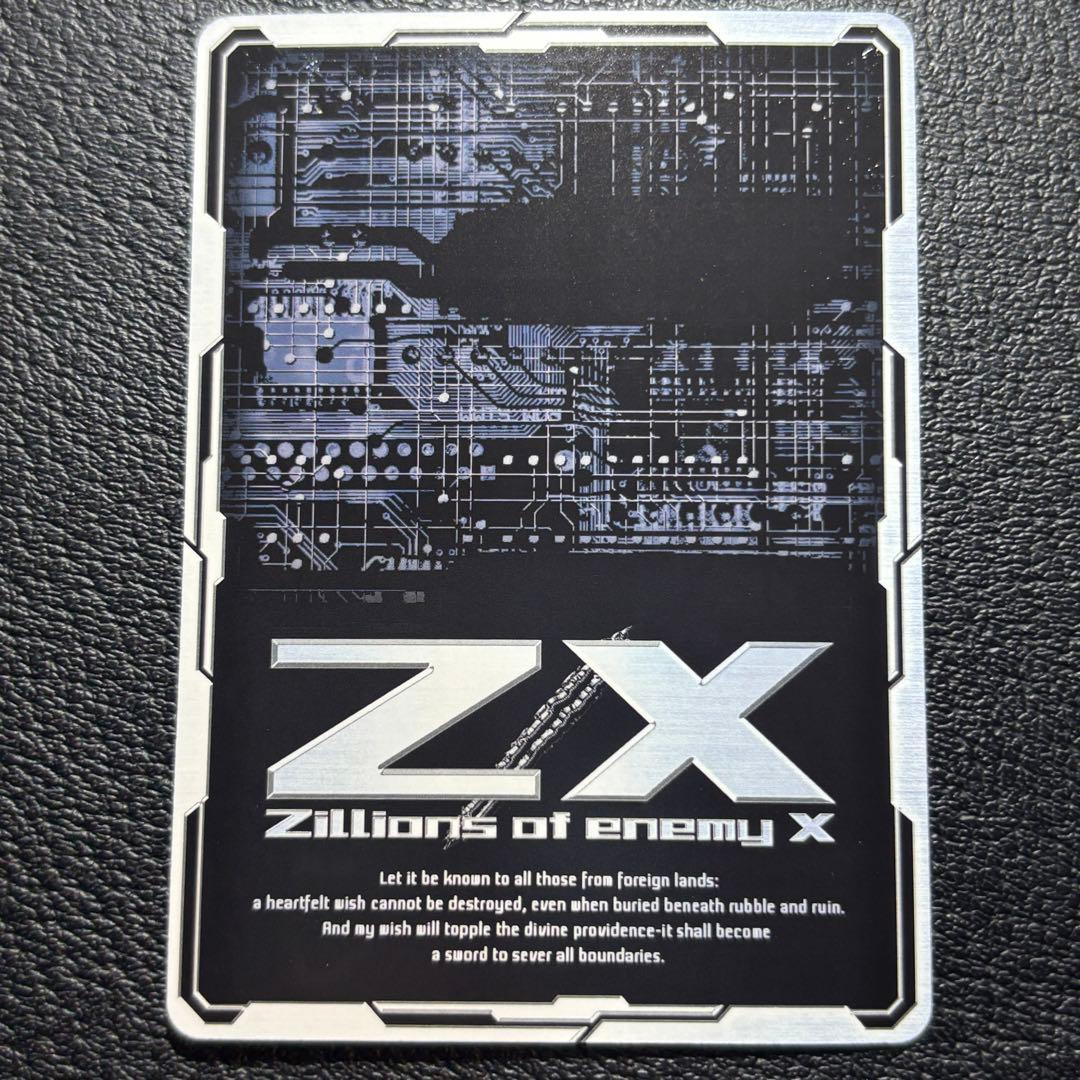 Z/X
Zillions of enemy X
Let it be known to all those from foreign lands:
a heartfelt wish cannot be destroyed, even when buried beneath rubble and ruin.
And my wish will topple the divine providence-it shall become
a sword to sever all boundaries.